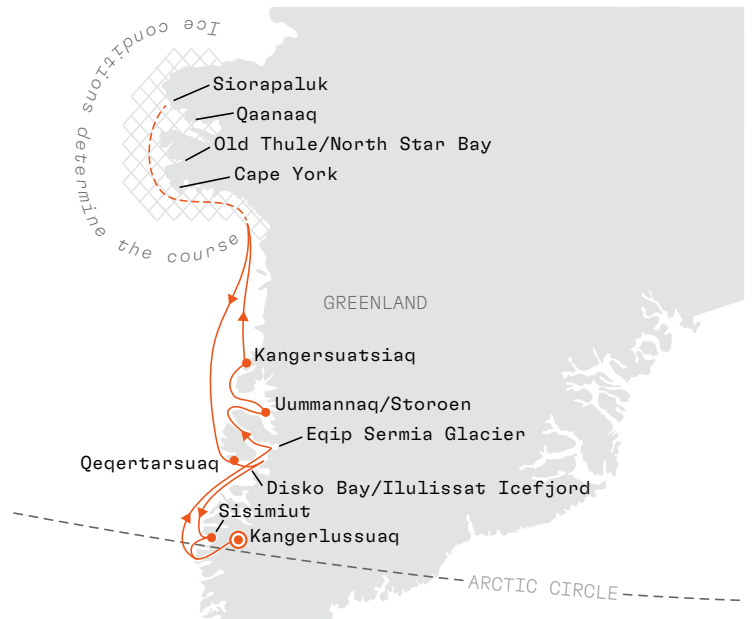 Ice conditions determine the course
Siorapaluk
Qaanaaq
Old Thule/North Star Bay
Cape York
GREENLAND
Kangersuatsiaq
Uummannaq/Storoen
Eqip Sermia Glacier
Qeqertarsuaq
Disko Bay/Ilulissat Icefjord
Sisimiut
Kangerlussuaq
ARCTIC CIRCLE